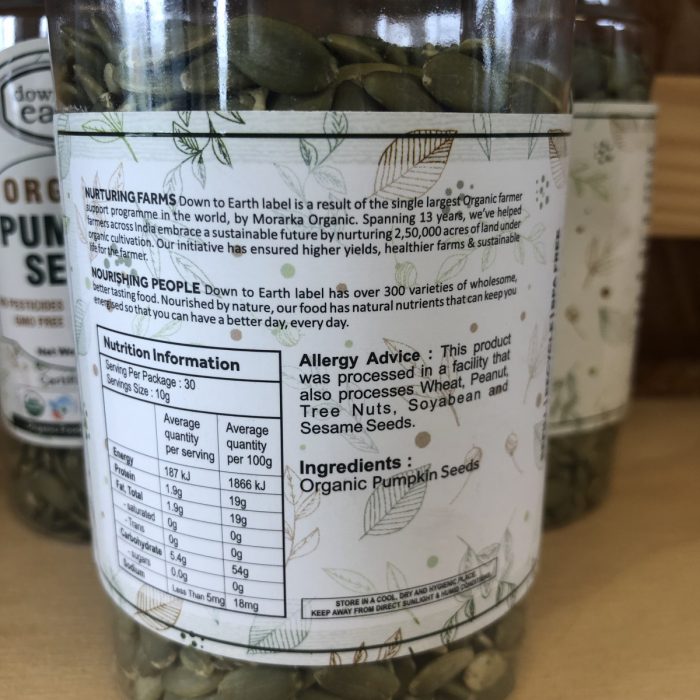 dow
ea
ORG
PUM
SE
GMO FREE
NURTURING FARMS Down to Earth label is a result of the single largest Organic farmer
support programme in the world, by Morarka Organic. Spanning 13 years, we've helped
farmers across India embrace a sustainable future by nurturing 2,50,000 acres of land under
organic cultivation. Our initiative has ensured higher yields, healthier farms & sustainable
life for the farmer.
NOURISHING PEOPLE Down to Earth label has over 300 varieties of wholesome,
better tasting food. Nourished by nature, our food has natural nutrients that can keep you
energised so that you can have a better day, every day.
Nutrition Information
Serving Per Package : 30
Servings Size : 10g
Average quantity per serving Average quantity per 100g
Energy 187 kJ 1866 kJ
Protein 1.9g 19g
Fat, Total 1.9g 19g
- saturated 0g 0g
- Trans 0g 0g
Carbohydrate 5.4g 54g
- sugars 0.0g 0g
Sodium Less Than 5mg 18mg
Allergy Advice : This product
was processed in a facility that
also processes Wheat, Peanut,
Tree Nuts, Soyabean and
Sesame Seeds.
Ingredients :
Organic Pumpkin Seeds
STORE IN A COOL, DRY AND HYGIENIC PLACE.
KEEP AWAY FROM DIRECT SUNLIGHT & HUMID CONDITIONS.